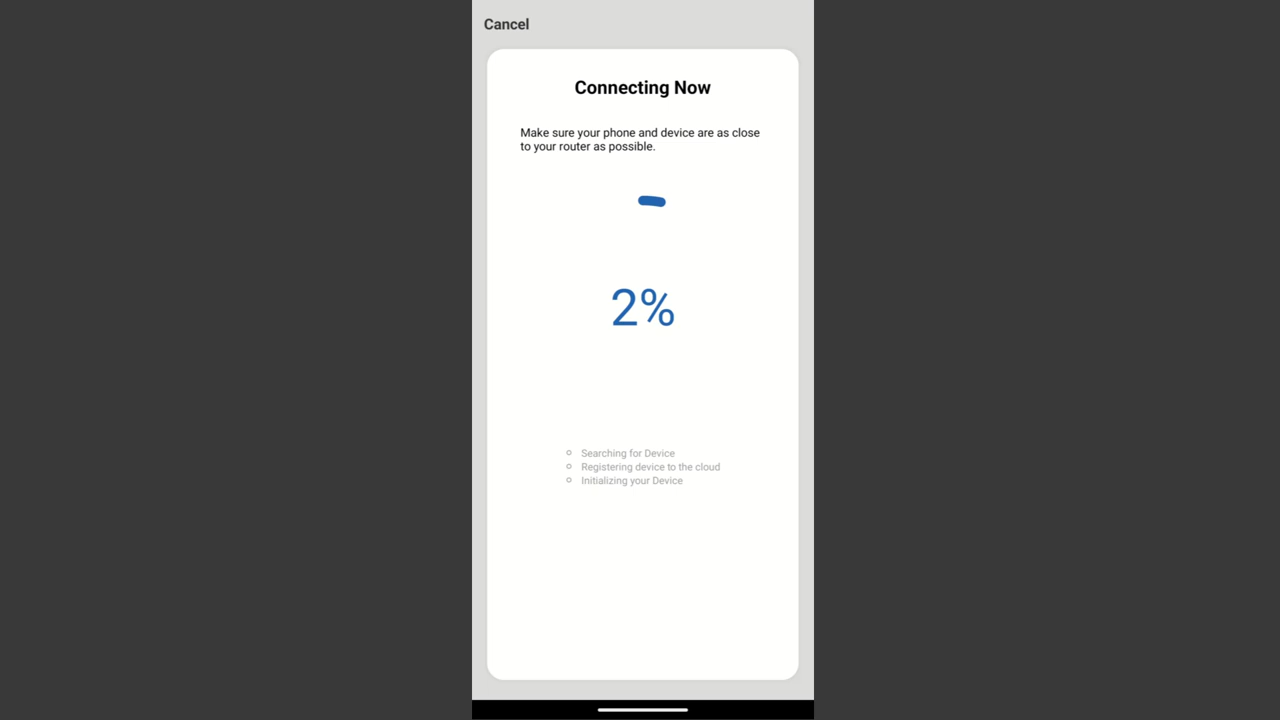 Cancel
Connecting Now
Make sure your phone and device are as close
to your router as possible.
2%
Searching for Device
Registering device to the cloud
Initializing your Device